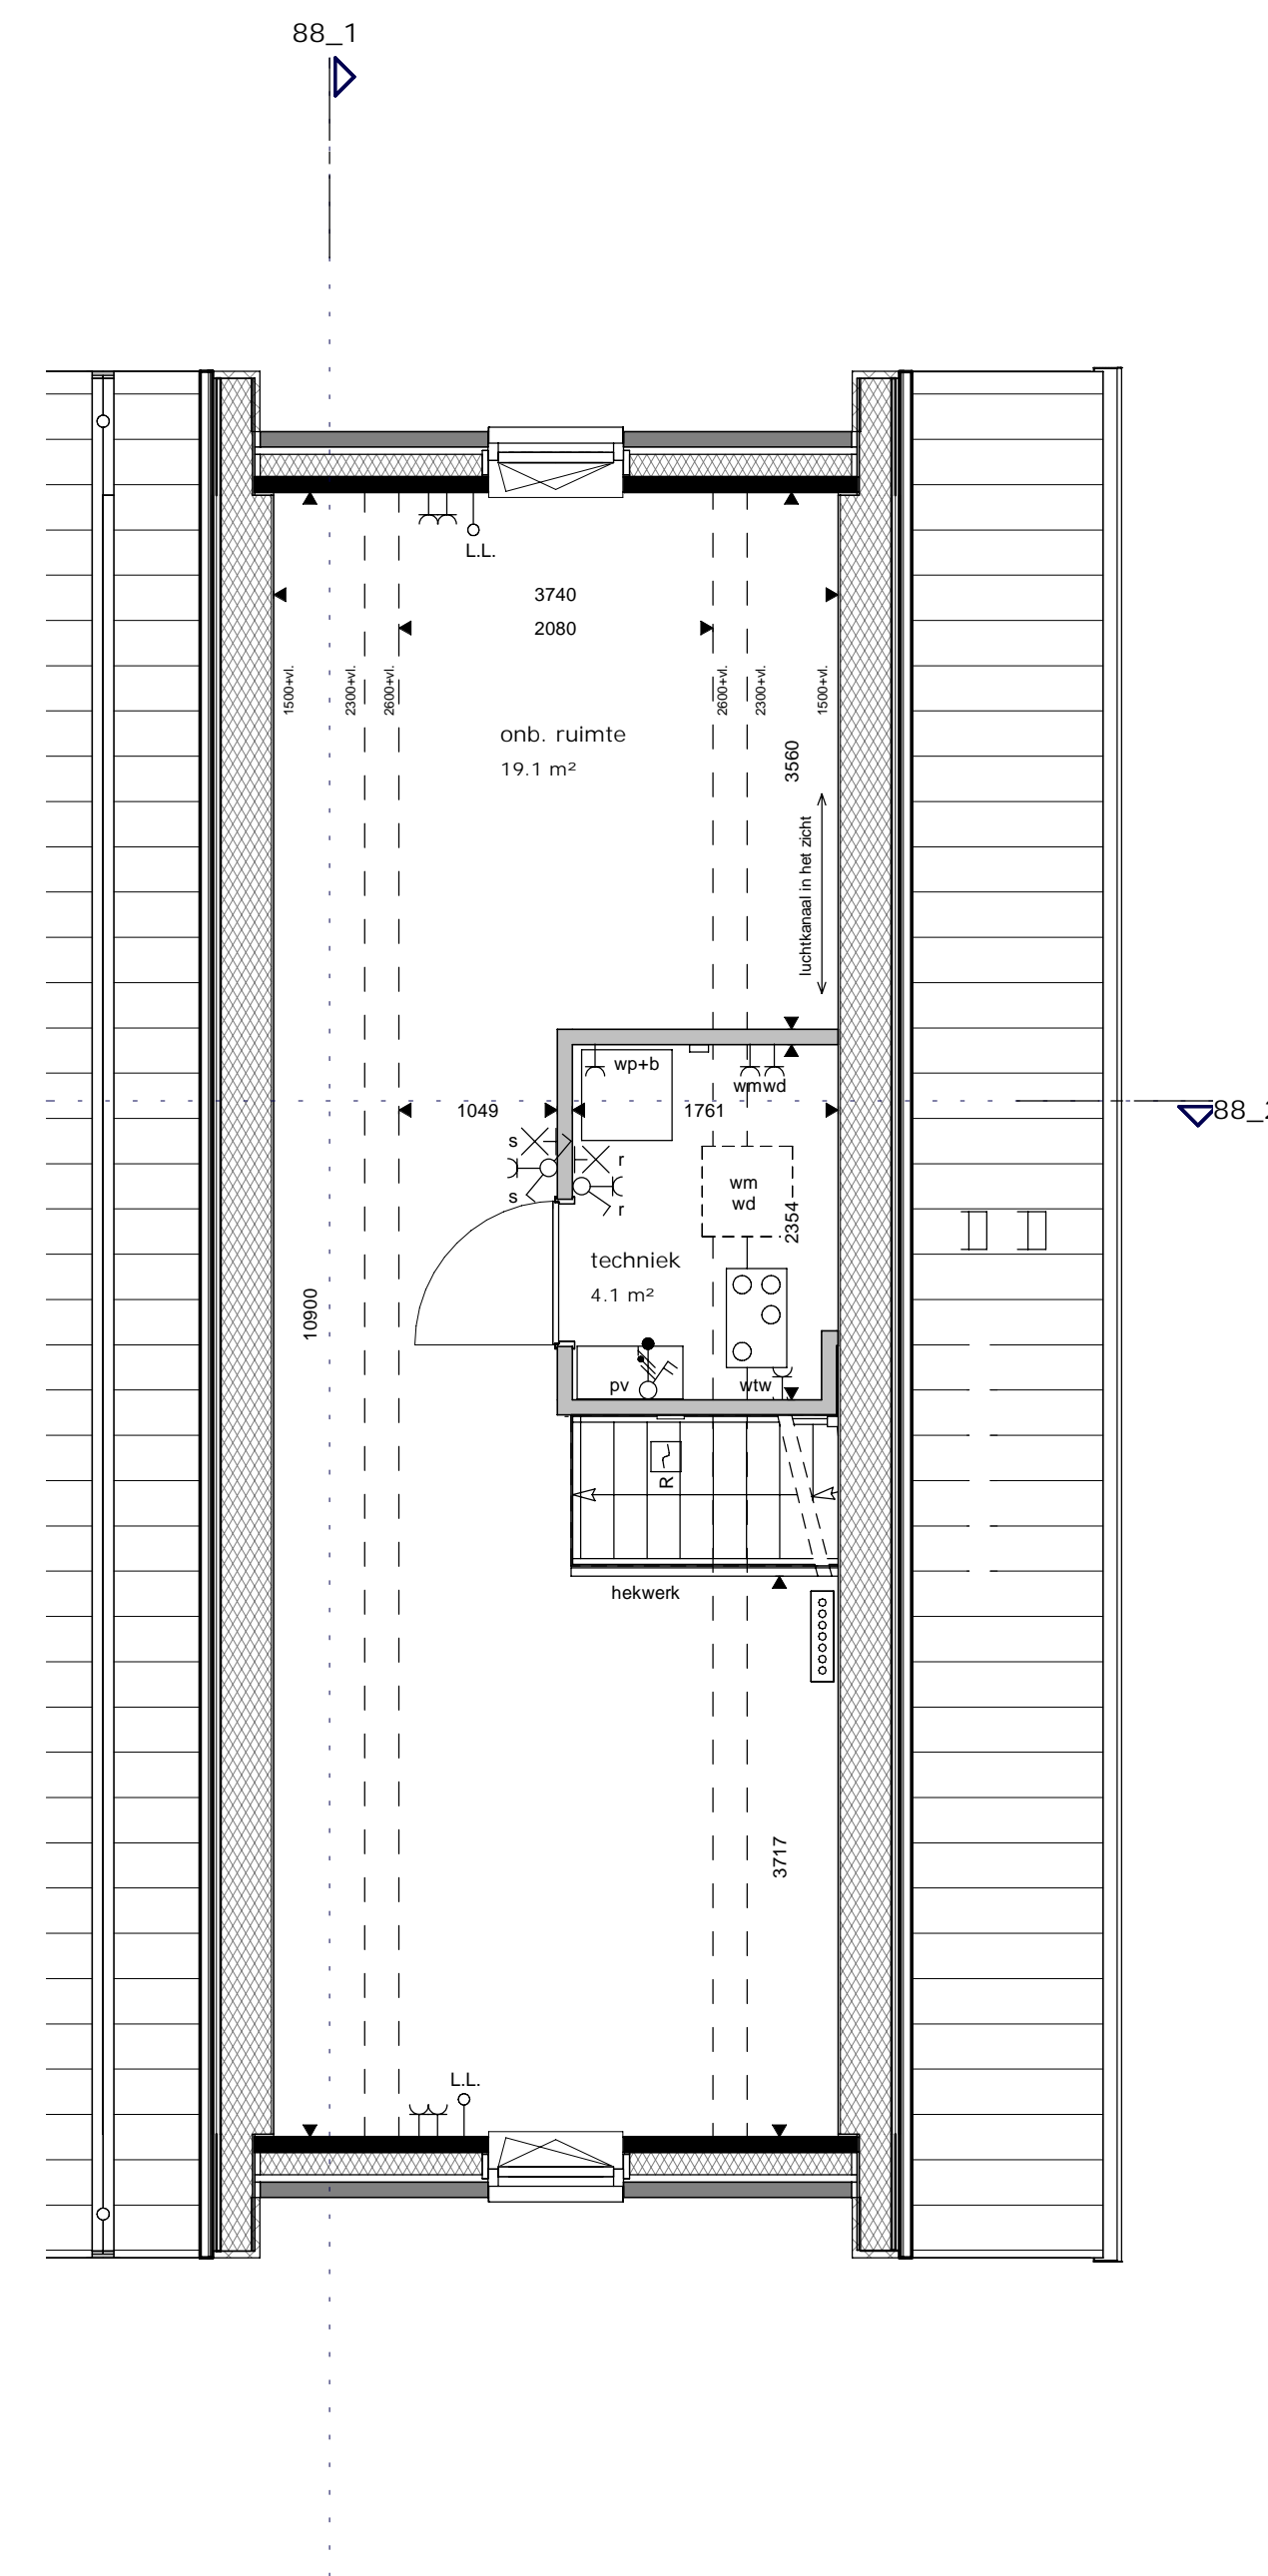 88_1
L.L.
3740
2080
1500+vl.
2300+vl.
2600+vl.
2600+vl.
2300+vl.
1500+vl.
onb. ruimte
19.1 m²
3560
luchtkanaal in het zicht
wp+b
wmwd
1049
1761
88_2
s
r
s
r
wm
wd
2354
techniek
4.1 m²
10900
pv
wtw
R
hekwerk
3717
L.L.